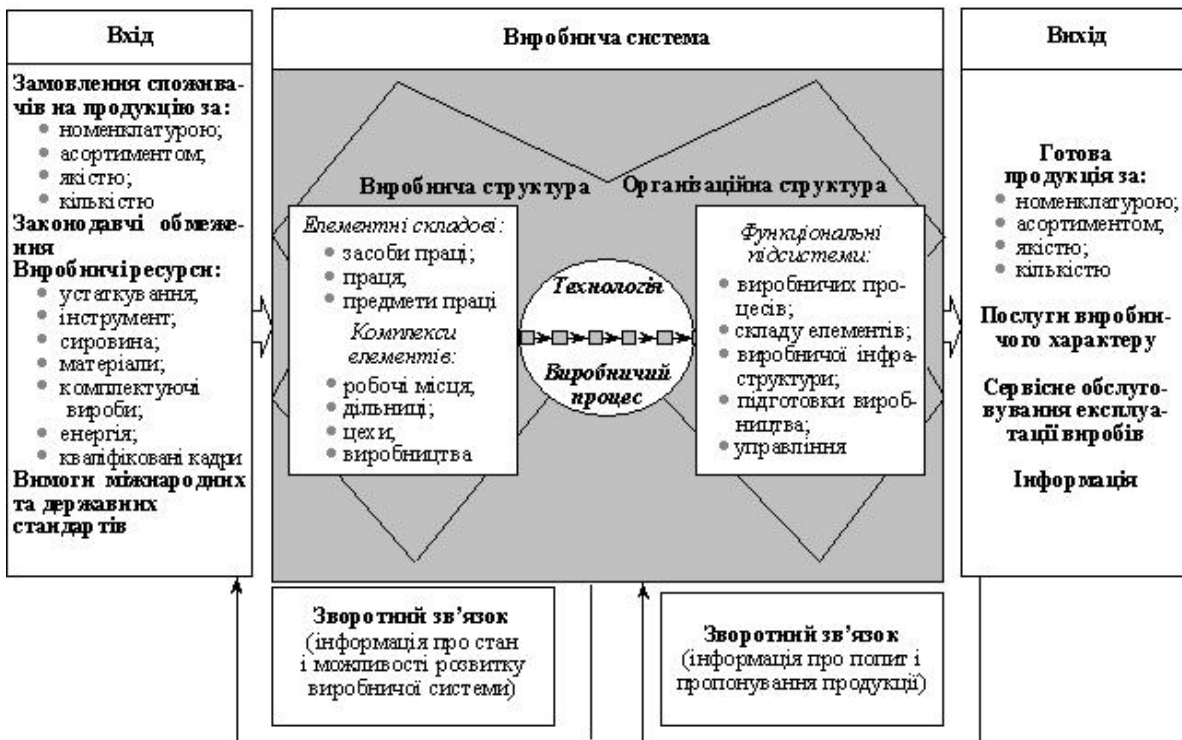 Вхід
Замовлення спожива-
чів на продукцію за:
номенклатурою;
асортиментом;
якістю;
кількістю
Законодавчі обмеже-
ння
Виробничі ресурси:
устаткування;
інструмент;
сировина;
матеріали;
комплектуючі
вироби;
енергія;
кваліфіковані кадри
Вимоги міжнародних
та державних
стандартів
Виробнича система
Виробнича структура
Елементні складові:
засоби праці;
праця;
предмети праці
Комплекси
елементів:
робочі місця;
дільниці;
цехи;
виробництва
Технологія
Виробничий
процес
Організаційна структура
Функціональні
підсистеми:
виробничих про-
цесів;
складу елементів;
виробничої інфра-
структури;
підготовки вироб-
ництва;
управління
Вихід
Готова
продукція за:
номенклатурою;
асортиментом;
якістю;
кількістю
Послуги виробни-
чого характеру
Сервісне обслуго-
вування експлуа-
тації виробів
Інформація
Зворотний зв’язок
(інформація про стан
і можливості розвитку
виробничої системи)
Зворотний зв’язок
(інформація про попит і
пропонування продукції)